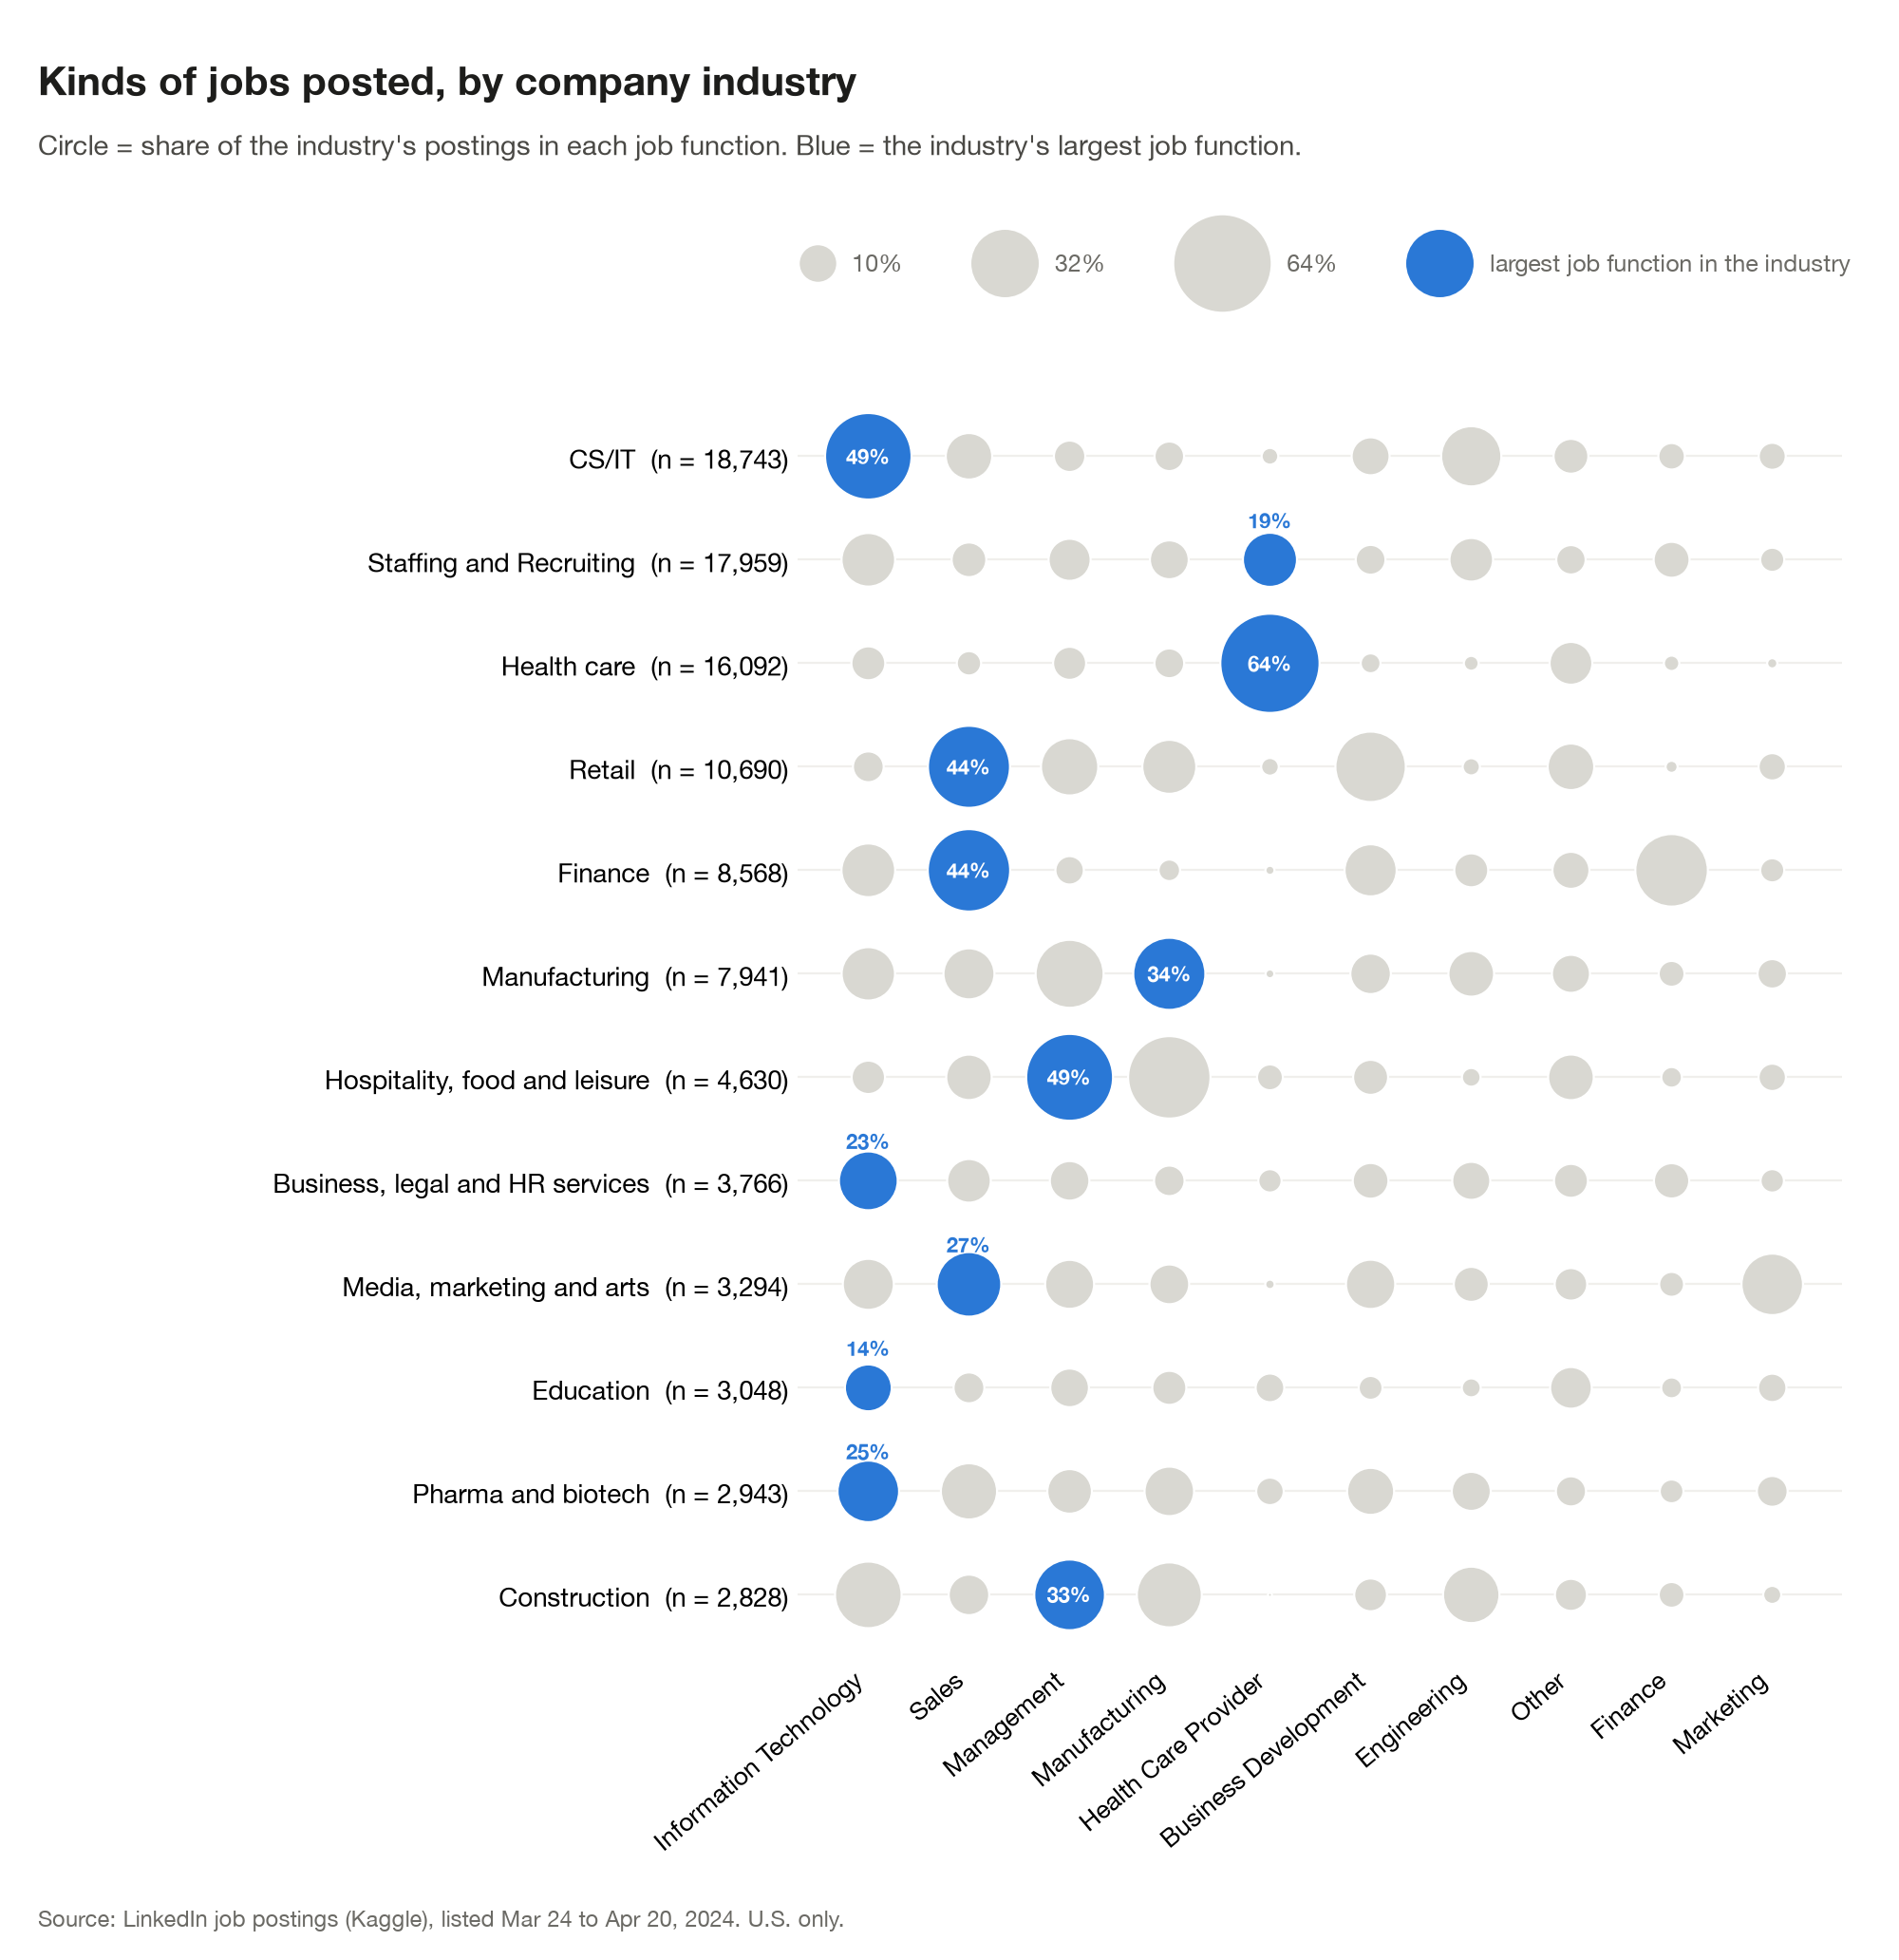 Kinds of jobs posted, by company industry
Circle = share of the industry's postings in each job function. Blue = the industry's largest job function.
10% 32% 64% largest job function in the industry
CS/IT (n = 18,743) 49%
19%
Staffing and Recruiting (n = 17,959)
Health care (n = 16,092) 64%
Retail (n = 10,690) 44%
Finance (n = 8,568) 44%
Manufacturing (n = 7,941) 34%
Hospitality, food and leisure (n = 4,630) 49%
23%
Business, legal and HR services (n = 3,766)
27%
Media, marketing and arts (n = 3,294)
14%
Education (n = 3,048)
25%
Pharma and biotech (n = 2,943)
Construction (n = 2,828) 33%
Information Technology
Sales
Management
Manufacturing
Health Care Provider
Business Development
Engineering
Other
Finance
Marketing
Source: LinkedIn job postings (Kaggle), listed Mar 24 to Apr 20, 2024. U.S. only.